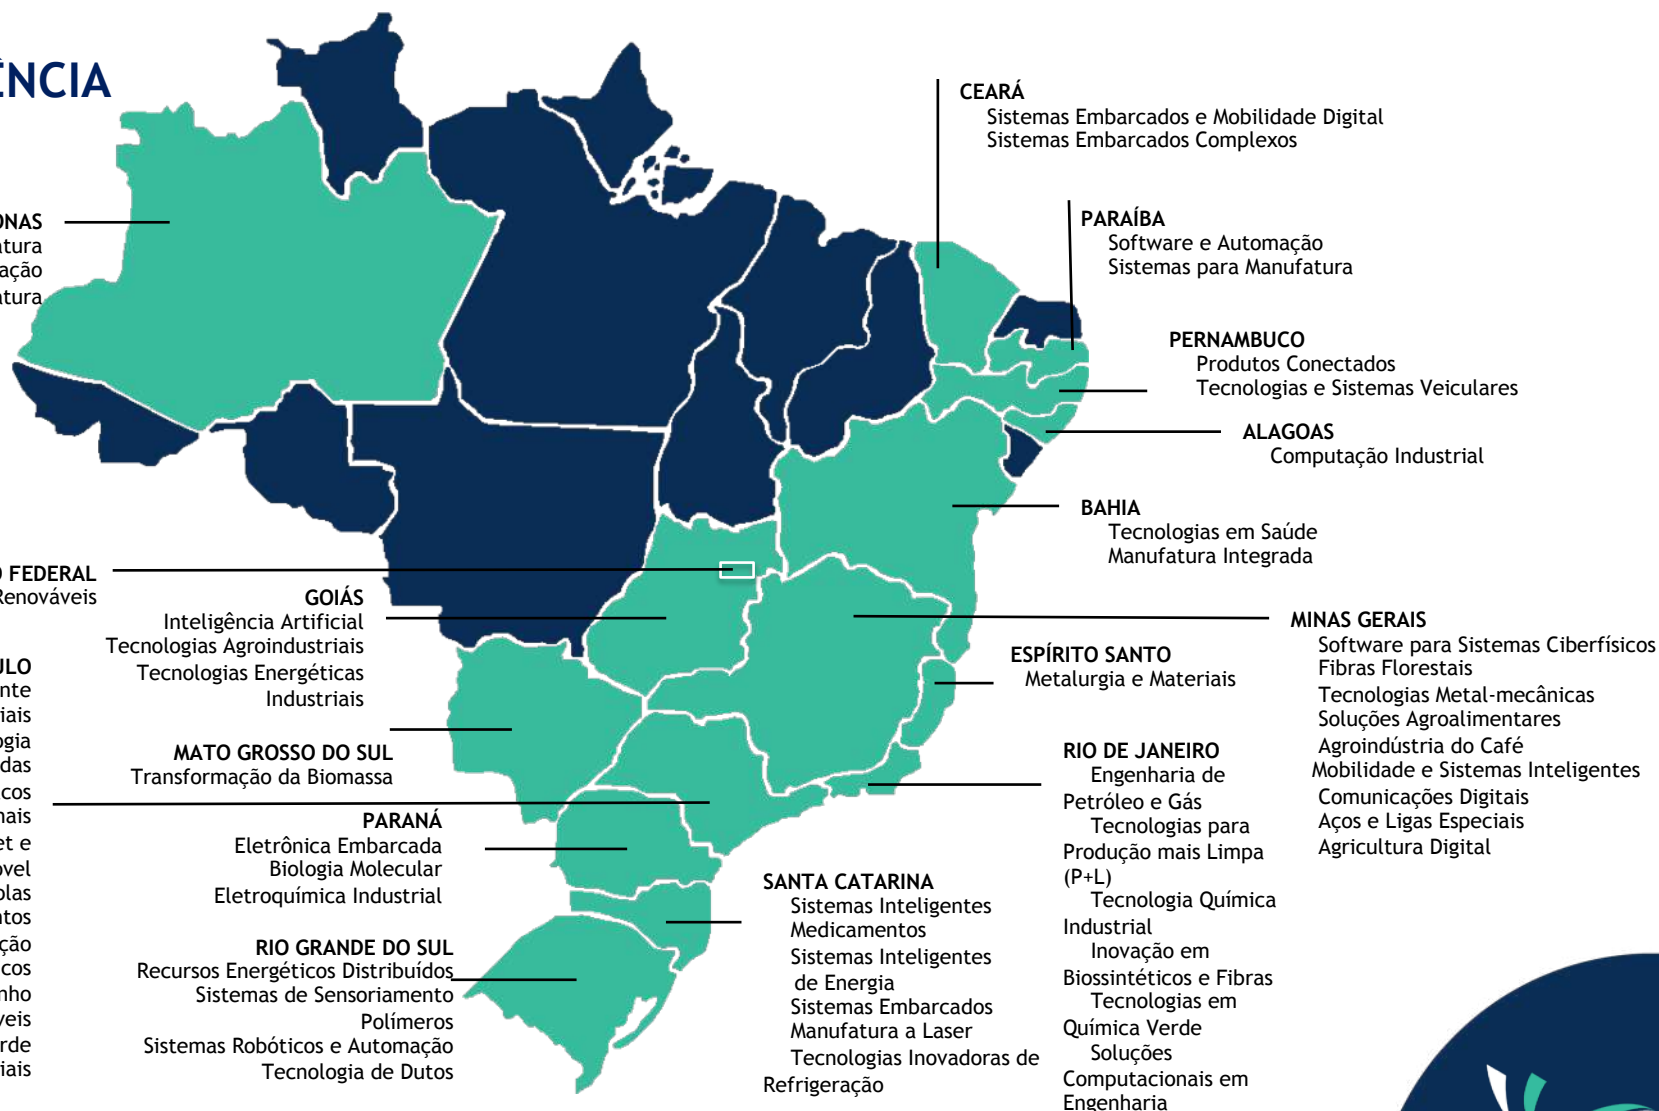 ÊNCIA
ONAS
atura
ação
atura
CEARÁ
Sistemas Embarcados e Mobilidade Digital
Sistemas Embarcados Complexos
PARAÍBA
Software e Automação
Sistemas para Manufatura
PERNAMBUCO
Produtos Conectados
Tecnologias e Sistemas Veiculares
ALAGOAS
Computação Industrial
BAHIA
Tecnologias em Saúde
Manufatura Integrada
O FEDERAL
Renováveis
GOIÁS
Inteligência Artificial
Tecnologias Agroindustriais
Tecnologias Energéticas
Industriais
MATO GROSSO DO SUL
Transformação da Biomassa
ULO
nte
iais
ogia
das
cos
nais
et e
ovel
olas
ntos
ção
icos
nho
veis
rde
iais
PARANÁ
Eletrônica Embarcada
Biologia Molecular
Eletroquímica Industrial
RIO GRANDE DO SUL
Recursos Energéticos Distribuídos
Sistemas de Sensoriamento
Polímeros
Sistemas Robóticos e Automação
Tecnologia de Dutos
SANTA CATARINA
Sistemas Inteligentes
Medicamentos
Sistemas Inteligentes
de Energia
Sistemas Embarcados
Manufatura a Laser
Tecnologias Inovadoras de
Refrigeração
ESPÍRITO SANTO
Metalurgia e Materiais
RIO DE JANEIRO
Engenharia de
Petróleo e Gás
Tecnologias para
Produção mais Limpa
(P+L)
Tecnologia Química
Industrial
Inovação em
Biossintéticos e Fibras
Tecnologias em
Química Verde
Soluções
Computacionais em
Engenharia
MINAS GERAIS
Software para Sistemas Ciberfísicos
Fibras Florestais
Tecnologias Metal-mecânicas
Soluções Agroalimentares
Agroindústria do Café
Mobilidade e Sistemas Inteligentes
Comunicações Digitais
Aços e Ligas Especiais
Agricultura Digital